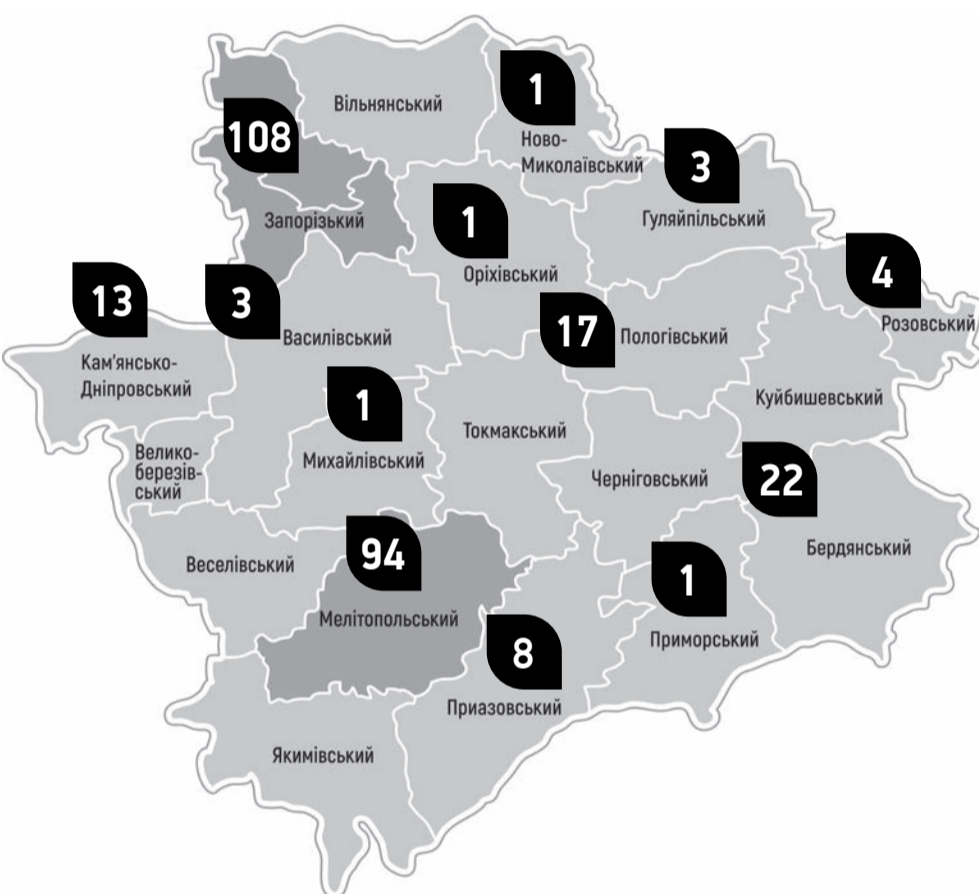 Вільнянський
1
Ново-
Миколаївський
108
Запорізький
3
Гуляйпільський
1
Оріхівський
4
Розовський
13
Кам'янсько-
Дніпровський
3
Василівський
17
Пологівський
Куйбишевський
1
Михайлівський
Токмакський
Велико-
березів-
ський
Черніговський
22
Бердянський
Веселівський
94
Мелітопольський
1
Приморський
8
Приазовський
Якимівський